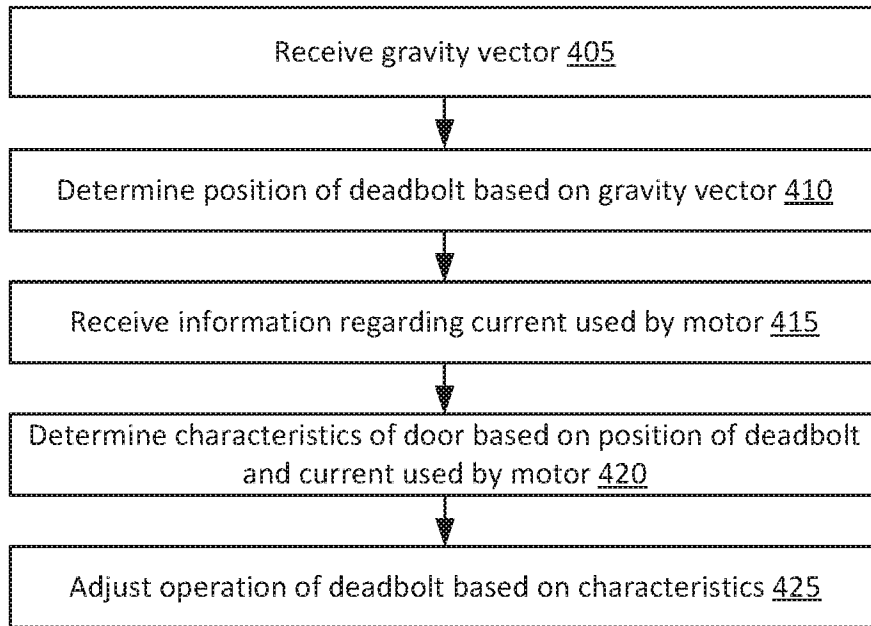 Receive gravity vector 405
Determine position of deadbolt based on gravity vector 410
Receive information regarding current used by motor 415
Determine characteristics of door based on position of deadbolt
and current used by motor 420
Adjust operation of deadbolt based on characteristics 425